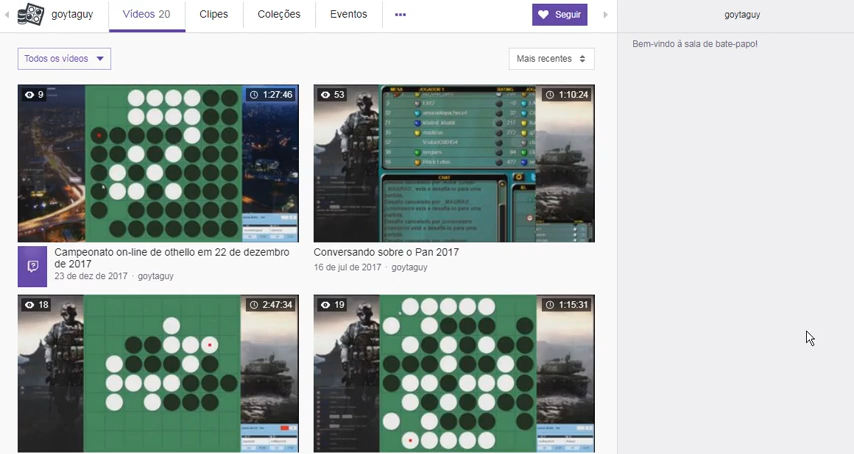 goytaguy
Vídeos 20
Clipes
Coleções
Eventos
Seguir
goytaguy
Bem-vindo à sala de bate-papo!
Todos os vídeos
Mais recentes
9
1:27:46
53
1:10:24
CHAT
Campeonato on-line de othello em 22 de dezembro
de 2017
23 de dez de 2017 · goytaguy
Conversando sobre o Pan 2017
16 de jul de 2017 · goytaguy
18
2:47:34
19
1:15:31